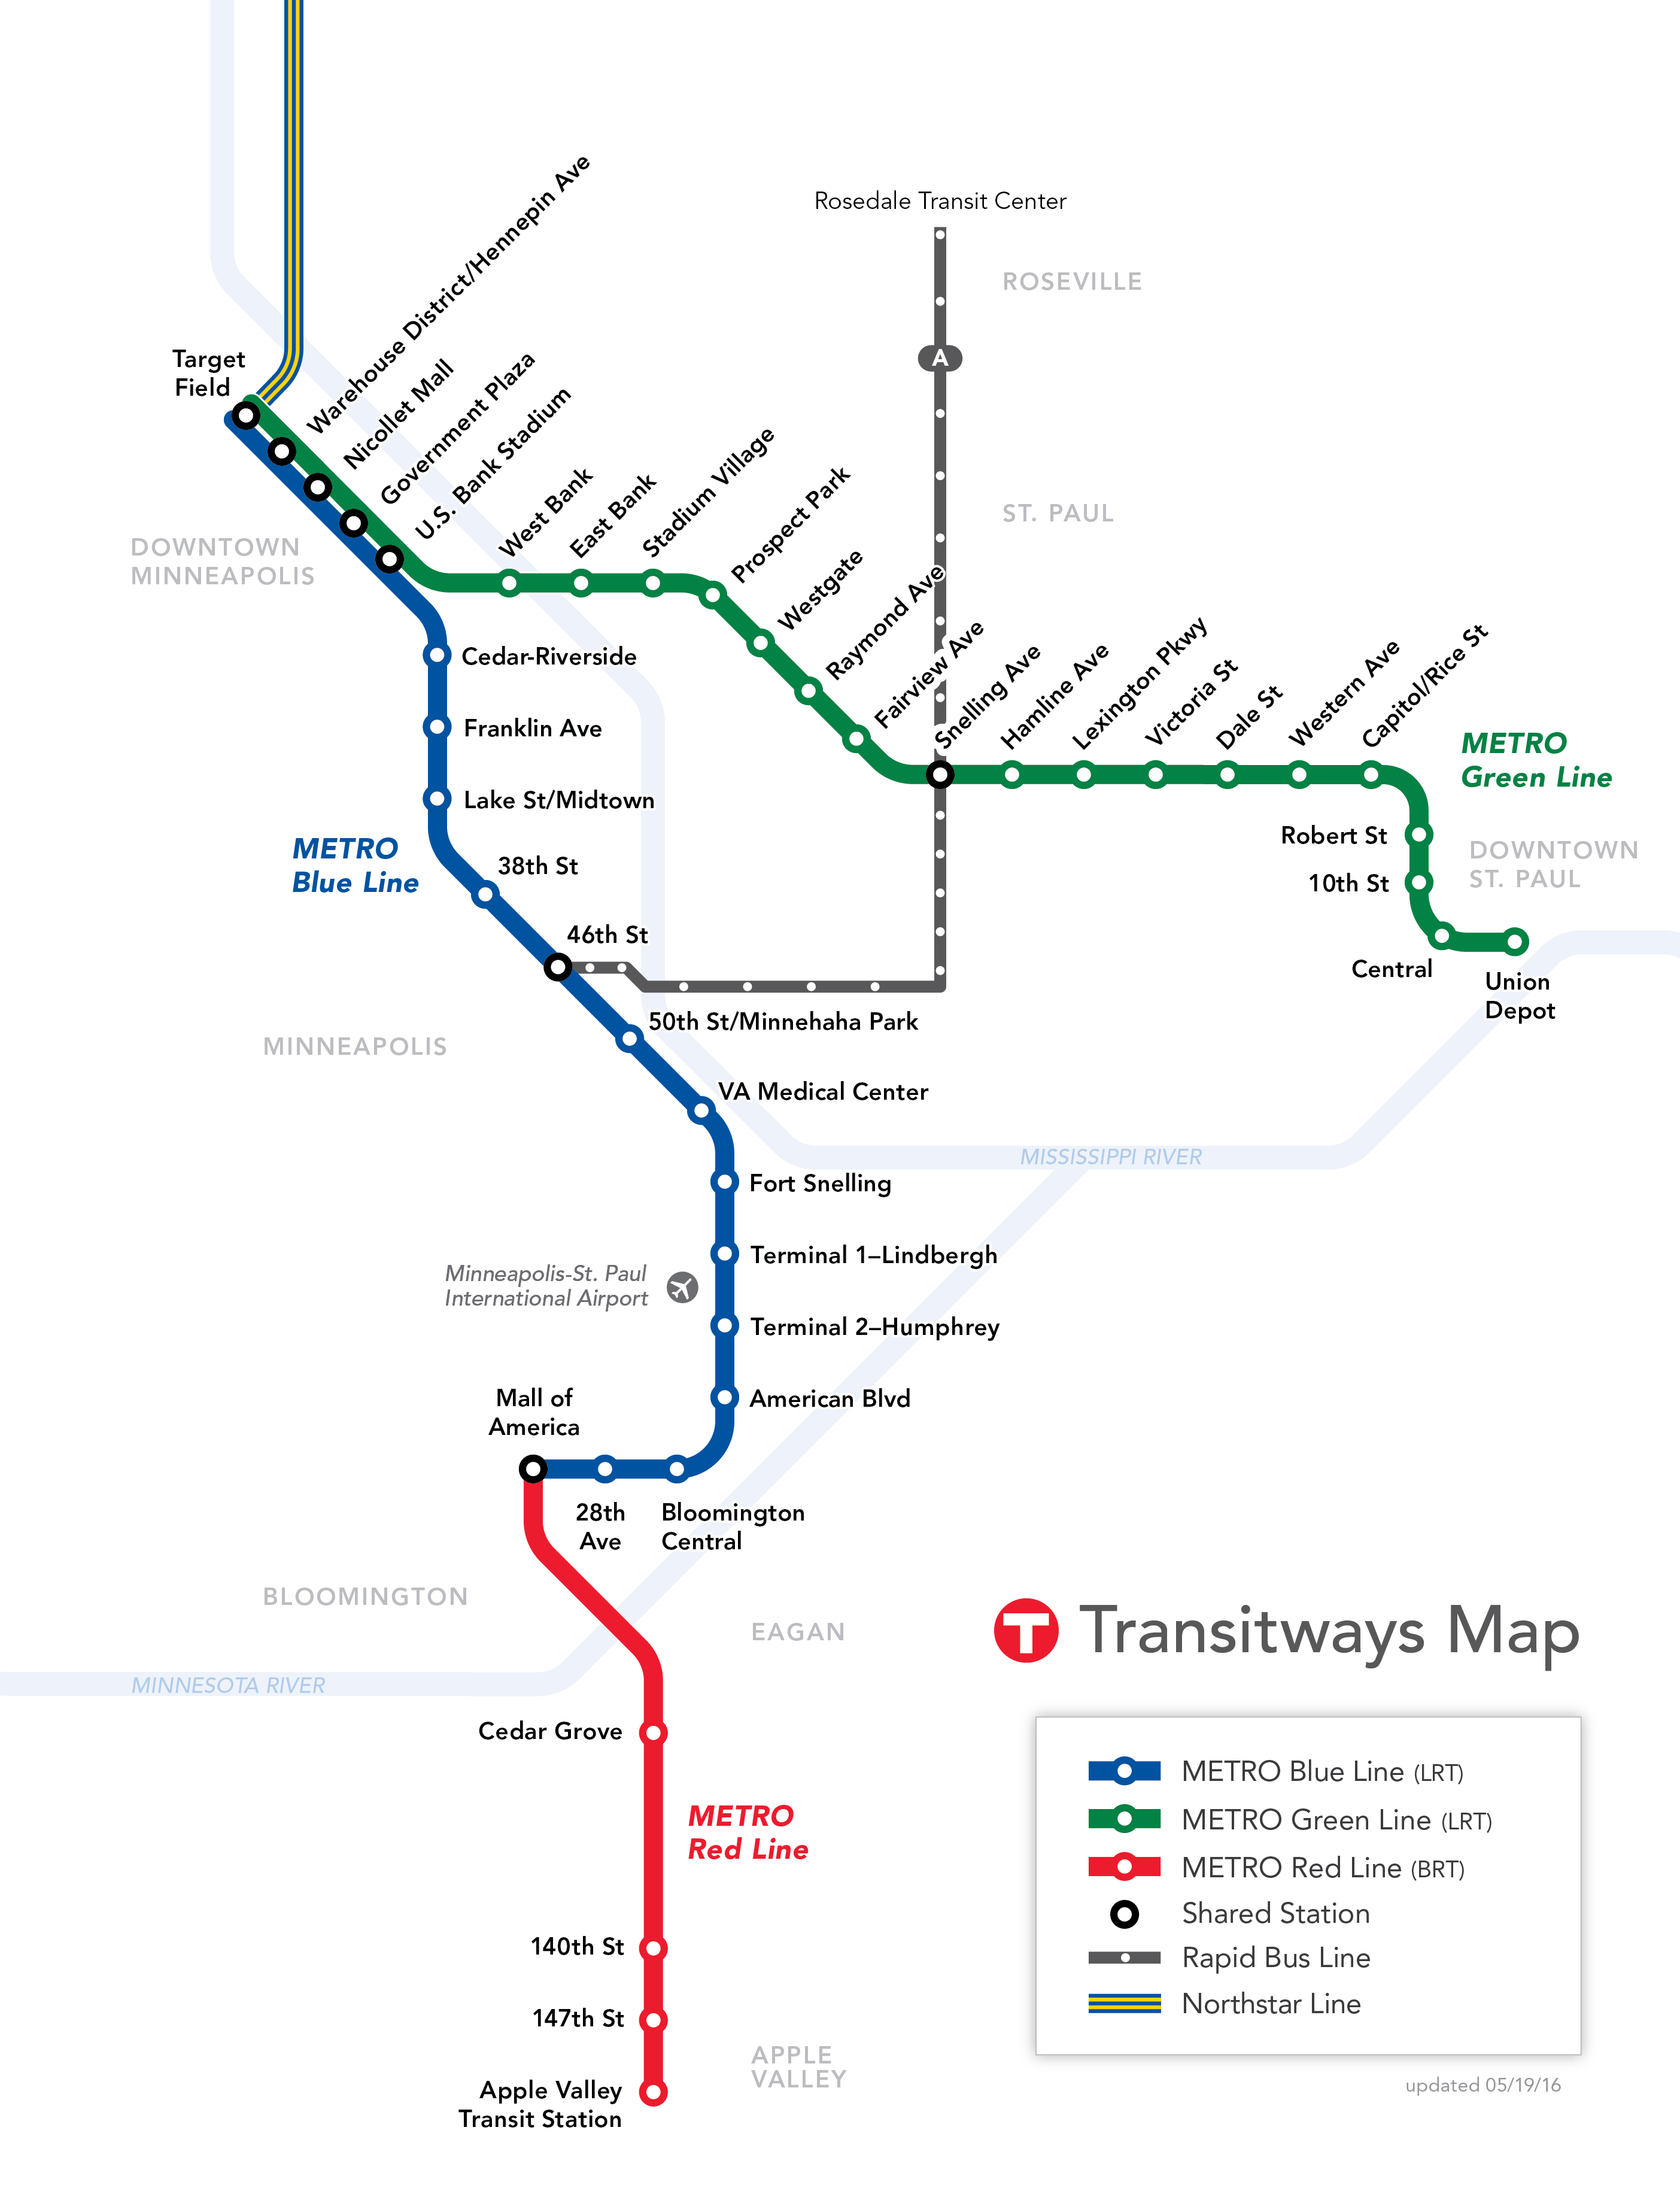 Rosedale Transit Center
ROSEVILLE
A
Target
Field
Warehouse District/Hennepin Ave
Nicollet Mall
Government Plaza
U.S. Bank Stadium
West Bank
East Bank
Stadium Village
Prospect Park
Westgate
Raymond Ave
Fairview Ave
Snelling Ave
Hamline Ave
Lexington Pkwy
Victoria St
Dale St
Western Ave
Capitol/Rice St
ST. PAUL
DOWNTOWN
MINNEAPOLIS
METRO
Green Line
Robert St
10th St
DOWNTOWN
ST. PAUL
Central
Union
Depot
Cedar-Riverside
Franklin Ave
Lake St/Midtown
METRO
Blue Line
38th St
46th St
50th St/Minnehaha Park
MINNEAPOLIS
VA Medical Center
MISSISSIPPI RIVER
Fort Snelling
Terminal 1–Lindbergh
Minneapolis-St. Paul
International Airport
Terminal 2–Humphrey
American Blvd
Mall of
America
28th
Ave
Bloomington
Central
BLOOMINGTON
EAGAN
MINNESOTA RIVER
Cedar Grove
METRO
Red Line
140th St
147th St
Apple Valley
Transit Station
APPLE
VALLEY
T Transitways Map
METRO Blue Line (LRT)
METRO Green Line (LRT)
METRO Red Line (BRT)
Shared Station
Rapid Bus Line
Northstar Line
updated 05/19/16